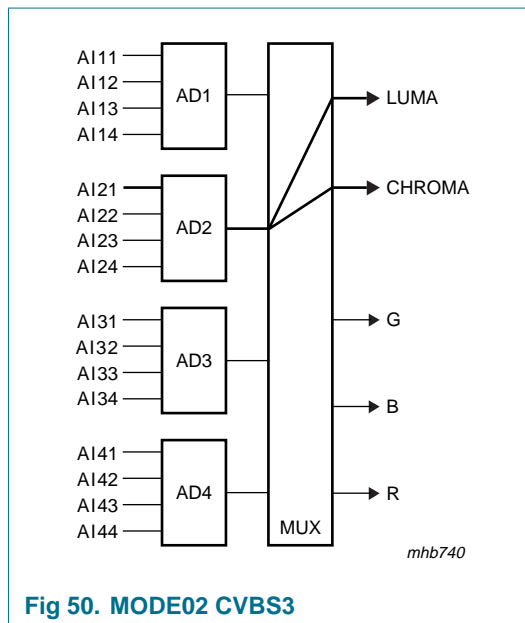 AI11
AI12
AI13
AI14
AD1
LUMA
CHROMA
AI21
AI22
AI23
AI24
AD2
AI31
AI32
AI33
AI34
AD3
G
B
AI41
AI42
AI43
AI44
AD4
R
MUX
mhb740
Fig 50. MODE02 CVBS3